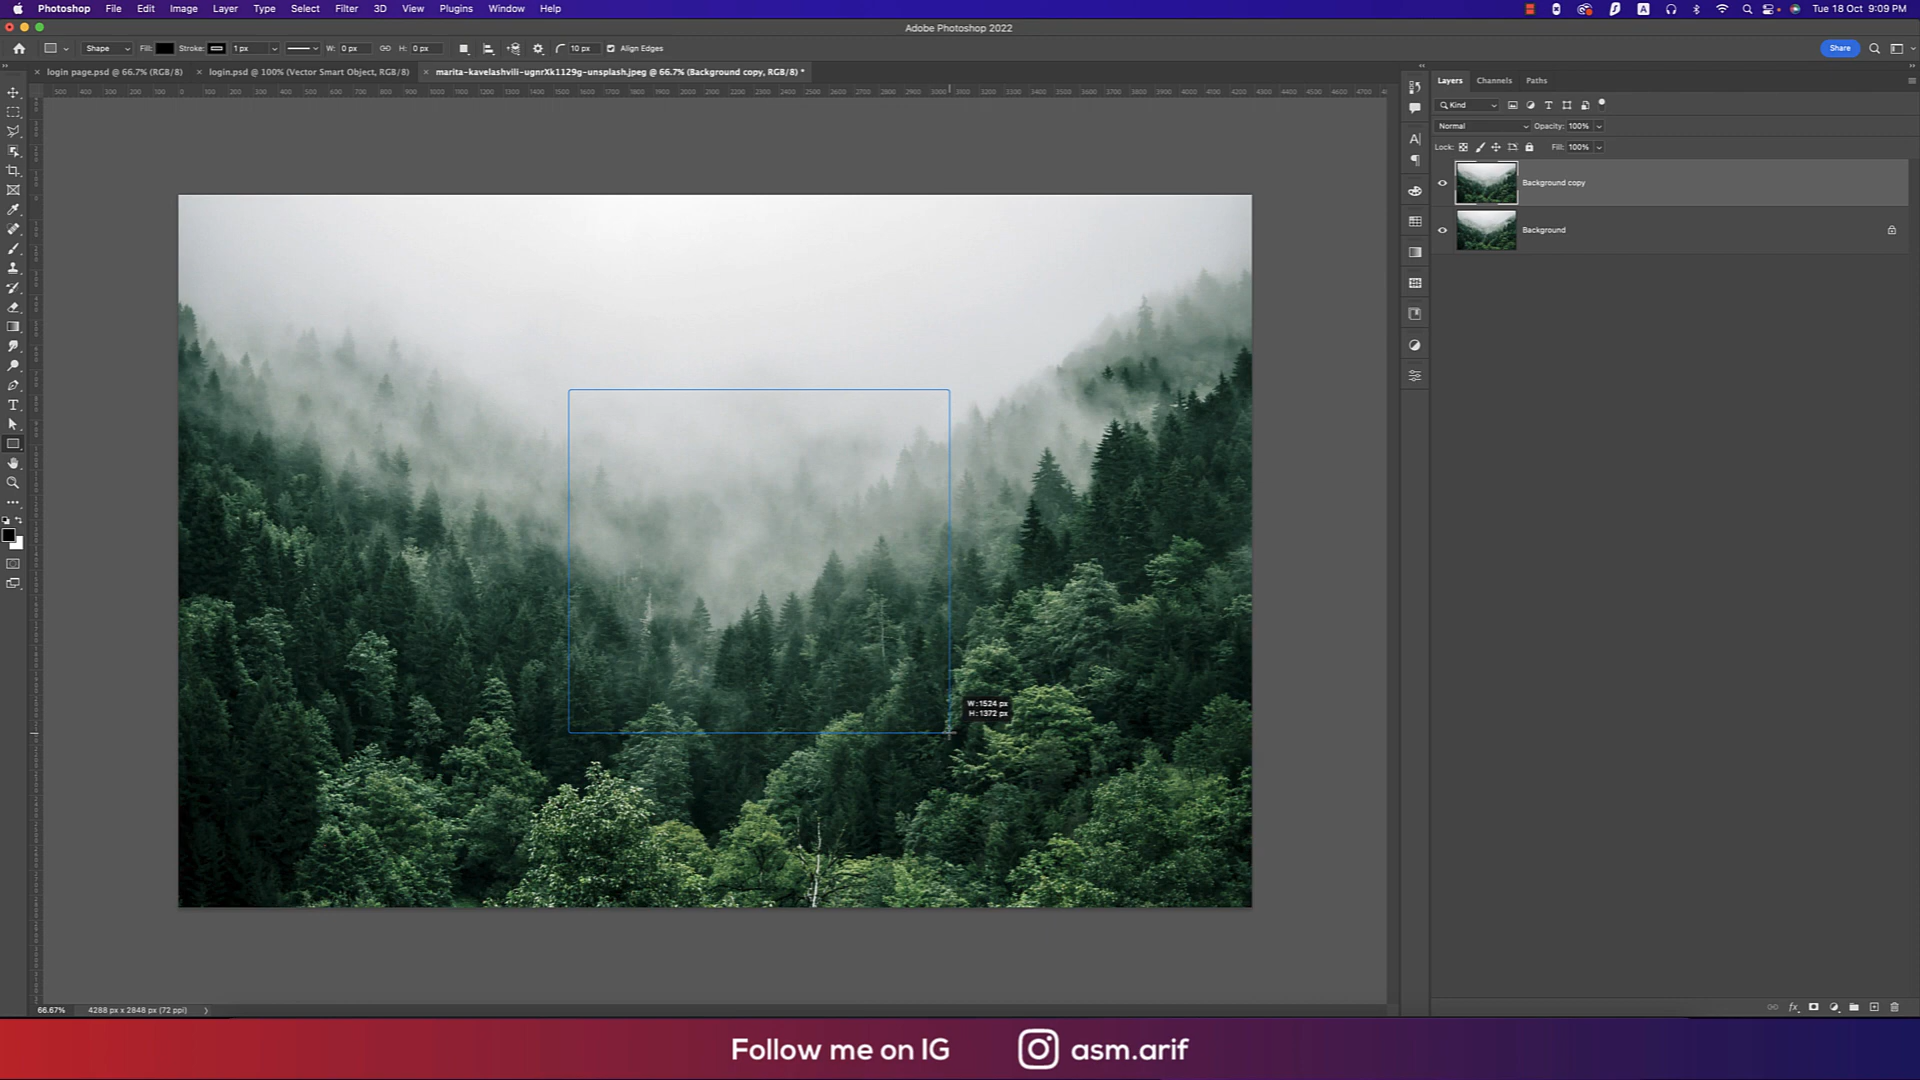 Photoshop File Edit Image Layer Type Select Filter 3D View Plugins Window Help
Tue 18 Oct 9:09 PM
Adobe Photoshop 2022
Shape Fill: Stroke: 1 px W: 0 px H: 0 px 10 px Align Edges
Share
login page.psd @ 66.7% (RGB/8)
login.psd @ 100% (Vector Smart Object, RGB/8)
marita-kavelashvili-ugnrXk1129g-unsplash.jpeg @ 66.7% (Background copy, RGB/8) *
Layers Channels Paths
Kind
Normal Opacity: 100%
Lock: Fill: 100%
Background copy
Background
W: 1524 px
H: 1372 px
66.67% 4288 px x 2848 px (72 ppi)
Follow me on IG asm.arif